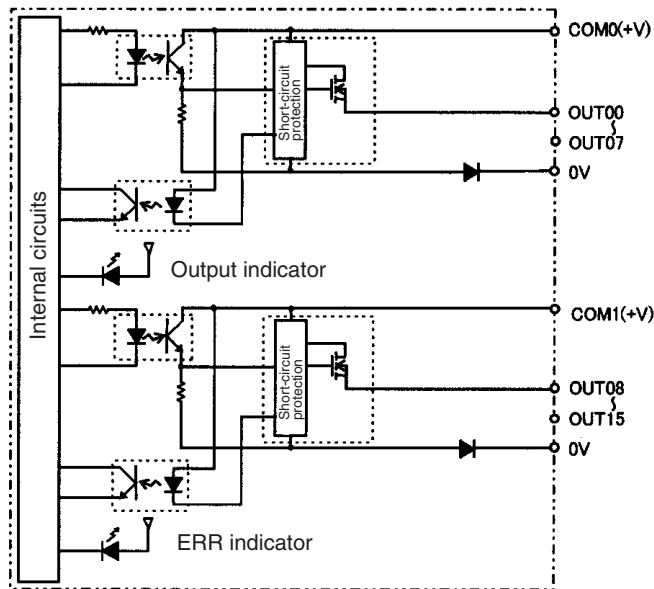 Internal circuits
Short-circuit
protection
COM0(+V)
OUT00
OUT07
0V
Output indicator
Short-circuit
protection
COM1(+V)
OUT08
OUT15
0V
ERR indicator